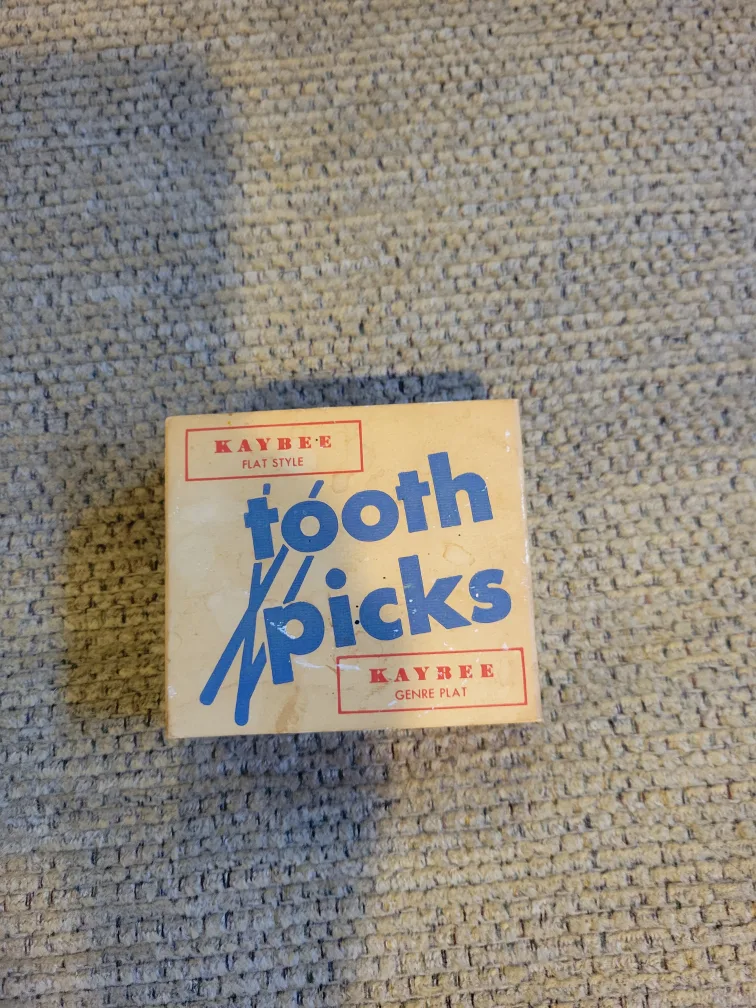 KAYBEE
FLAT STYLE
tooth
picks
KAYBEE
GENRE PLAT